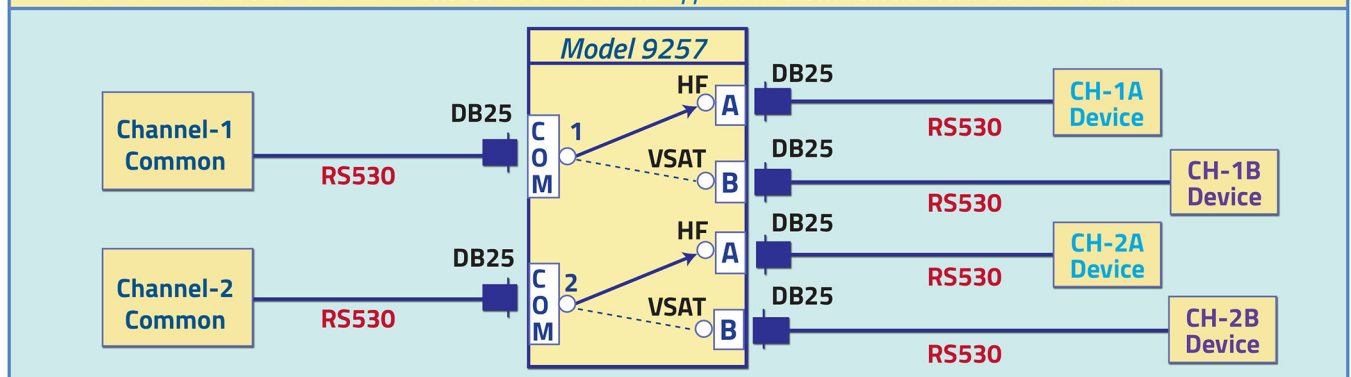 Model 9257
Channel-1
Common
RS530
DB25
C
O
M
1
HF
A
VSAT
B
DB25
RS530
CH-1A
Device
DB25
RS530
CH-1B
Device
Channel-2
Common
RS530
DB25
C
O
M
2
HF
A
VSAT
B
DB25
RS530
CH-2A
Device
DB25
RS530
CH-2B
Device